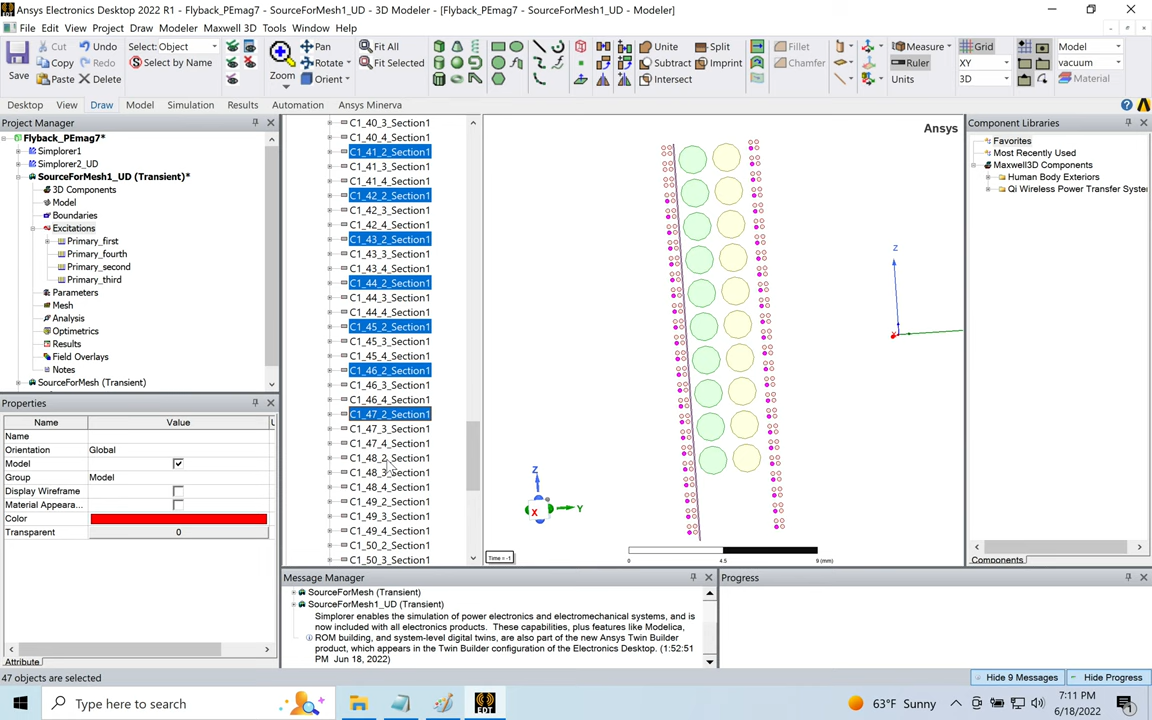 Ansys Electronics Desktop 2022 R1 - Flyback_PEmag7 - SourceForMesh1_UD - 3D Modeler - [Flyback_PEmag7 - SourceForMesh1_UD - Modeler]
File Edit View Project Draw Modeler Maxwell 3D Tools Window Help
Save
Cut Undo
Copy Redo
Paste Delete
Select: Object
Select by Name
Zoom
Pan
Rotate
Orient
Fit All
Fit Selected
Unite Split
Subtract Imprint
Intersect
Fillet
Chamfer
Measure
Ruler
Units
Grid
XY
3D
Model
vacuum
Material
Desktop View Draw Model Simulation Results Automation Ansys Minerva
Project Manager
Flyback_PEmag7*
Simplorer1
Simplorer2_UD
SourceForMesh1_UD (Transient)*
3D Components
Model
Boundaries
Excitations
Primary_first
Primary_fourth
Primary_second
Primary_third
Parameters
Mesh
Analysis
Optimetrics
Results
Field Overlays
Notes
SourceForMesh (Transient)
Properties
Name Value U
Name
Orientation Global
Model
Group Model
Display Wireframe
Material Appeara...
Color
Transparent 0
Attribute
C1_40_3_Section1
C1_40_4_Section1
C1_41_2_Section1
C1_41_3_Section1
C1_41_4_Section1
C1_42_2_Section1
C1_42_3_Section1
C1_42_4_Section1
C1_43_2_Section1
C1_43_3_Section1
C1_43_4_Section1
C1_44_2_Section1
C1_44_3_Section1
C1_44_4_Section1
C1_45_2_Section1
C1_45_3_Section1
C1_45_4_Section1
C1_46_2_Section1
C1_46_3_Section1
C1_46_4_Section1
C1_47_2_Section1
C1_47_3_Section1
C1_47_4_Section1
C1_48_2_Section1
C1_48_3_Section1
C1_48_4_Section1
C1_49_2_Section1
C1_49_3_Section1
C1_49_4_Section1
C1_50_2_Section1
C1_50_3_Section1
Ansys
Z
X
Z
Y
X
Time = -1
0 4.5 9 (mm)
Component Libraries
Favorites
Most Recently Used
Maxwell3D Components
Human Body Exteriors
Qi Wireless Power Transfer Syste
Components
Message Manager
SourceForMesh (Transient)
SourceForMesh1_UD (Transient)
Simplorer enables the simulation of power electronics and electromechanical systems, and is
now included with all electronics products. These capabilities, plus features like Modelica,
ROM building, and system-level digital twins, are also part of the new Ansys Twin Builder
product, which appears in the Twin Builder configuration of the Electronics Desktop. (1:52:51
PM Jun 18, 2022)
Progress
47 objects are selected
Hide 9 Messages Hide Progress
Type here to search
EDT
63°F Sunny
7:11 PM
6/18/2022
1